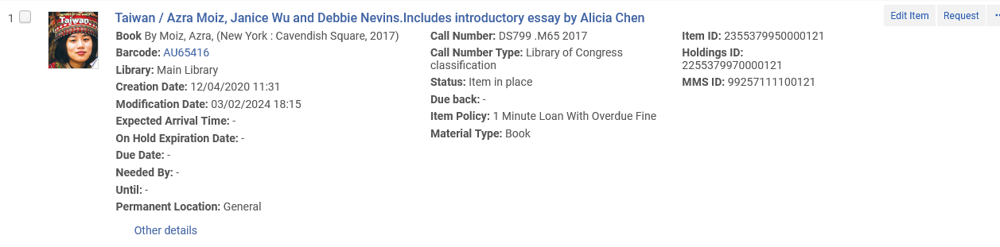 1
Taiwan
Taiwan / Azra Moiz, Janice Wu and Debbie Nevins.Includes introductory essay by Alicia Chen
Edit Item
Request
Book By Moiz, Azra, (New York : Cavendish Square, 2017)
Barcode: AU65416
Library: Main Library
Creation Date: 12/04/2020 11:31
Modification Date: 03/02/2024 18:15
Expected Arrival Time: -
On Hold Expiration Date: -
Due Date: -
Needed By: -
Until: -
Permanent Location: General
Other details
Call Number: DS799 .M65 2017
Call Number Type: Library of Congress
classification
Status: Item in place
Due back: -
Item Policy: 1 Minute Loan With Overdue Fine
Material Type: Book
Item ID: 2355379950000121
Holdings ID:
2255379970000121
MMS ID: 99257111100121